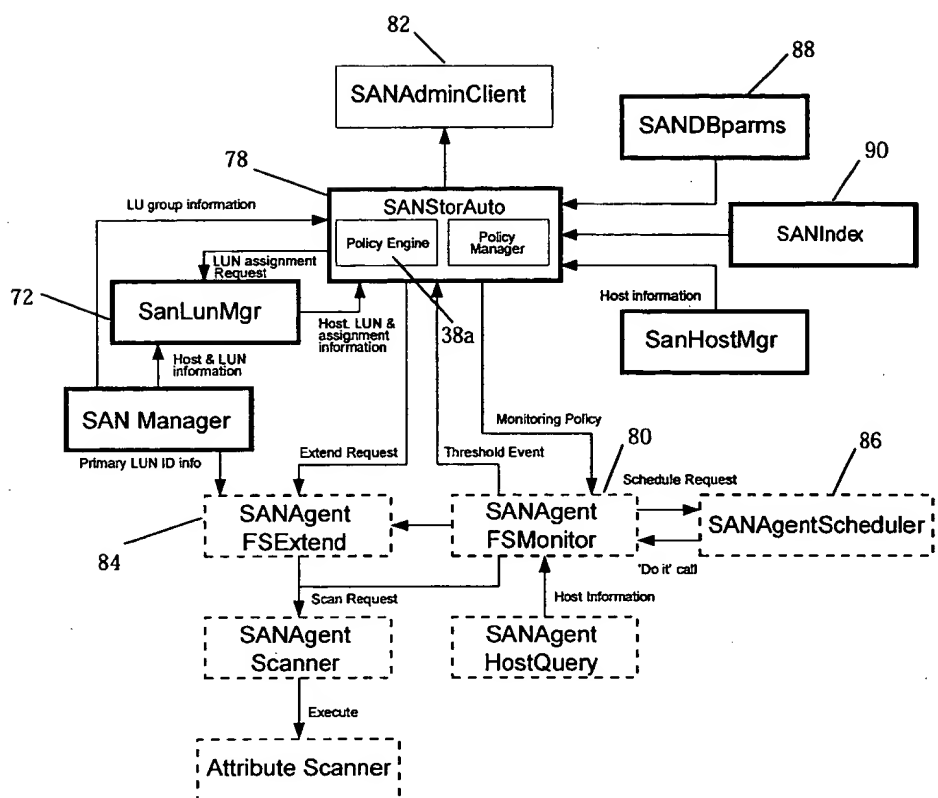 82
88
SANAdminClient
SANDBparms
78
90
LU group information
SANStorAuto
SANIndex
Policy Engine
Policy
Manager
LUN assignment
Request
72
SanLunMgr
Host information
Host. LUN &
assignment
information
38a
SanHostMgr
Host & LUN
information
SAN Manager
Monitoring Policy
Primary LUN ID info
Extend Request
Threshold Event
80
Schedule Request
86
SANAgent
FSExtend
SANAgent
FSMonitor
SANAgentScheduler
84
'Do it' call
Scan Request
Host Information
SANAgent
Scanner
SANAgent
HostQuery
Execute
Attribute Scanner